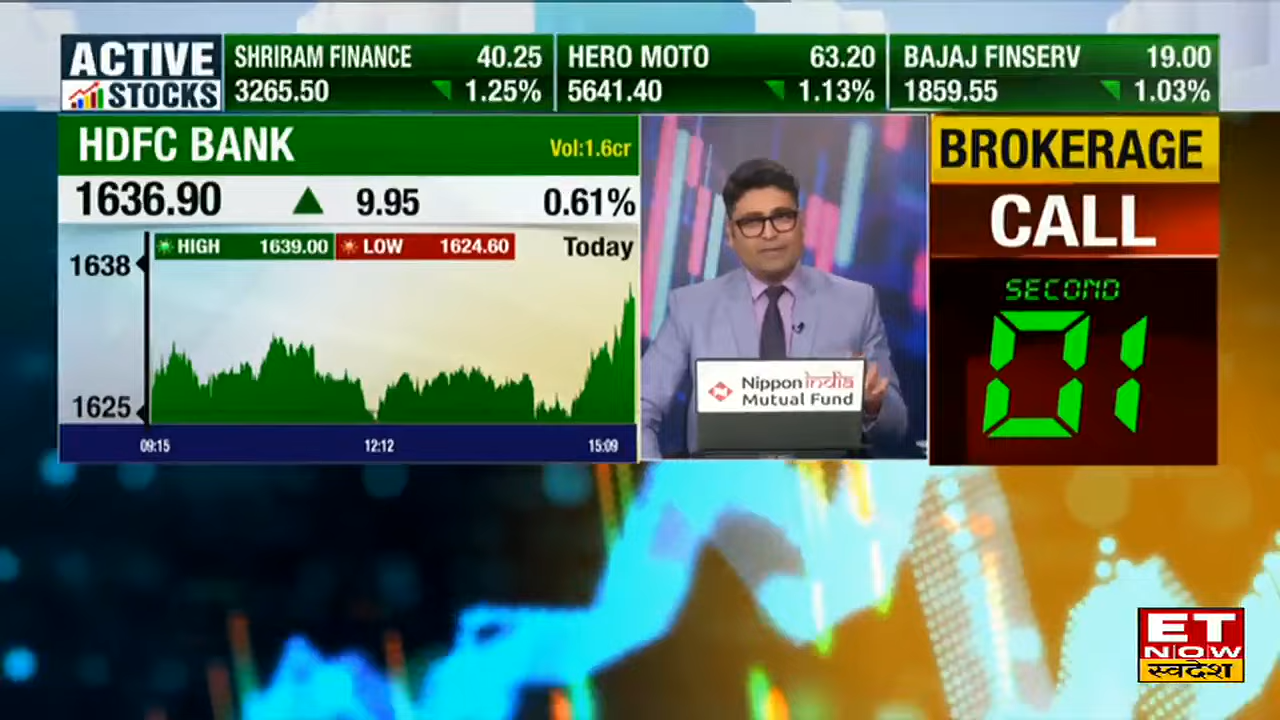 ACTIVE
STOCKS
SHRIRAM FINANCE 40.25
3265.50 1.25%
HERO MOTO 63.20
5641.40 1.13%
BAJAJ FINSERV 19.00
1859.55 1.03%
HDFC BANK Vol:1.6cr
1636.90 9.95 0.61%
HIGH 1639.00 LOW 1624.60 Today
1638
1625
09:15 12:12 15:09
Nippon india
Mutual Fund
BROKERAGE
CALL
SECOND
01
ET
NOW
स्वदेश